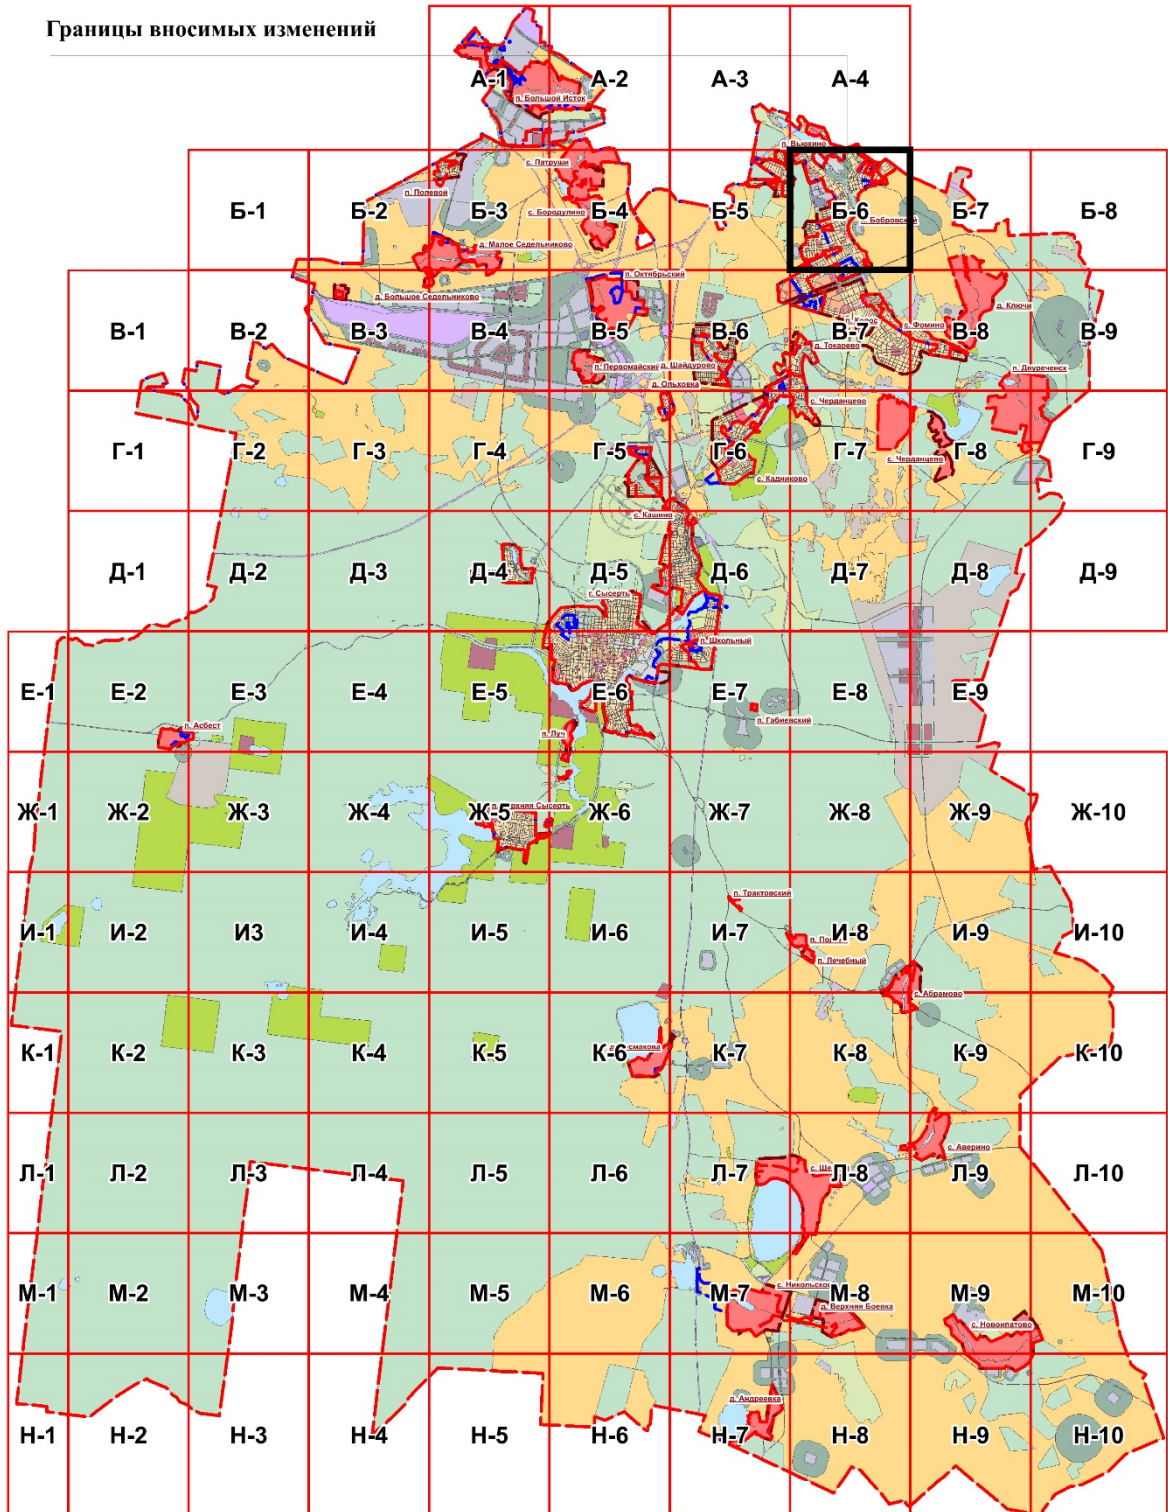 Границы вносимых изменений
А-1 А-2 А-3 А-4
п. Большой Исток
п. Вьюхино
с. Патруши
п. Полевой
Б-1 Б-2 Б-3 Б-4 Б-5 Б-6 Б-7 Б-8
с. Бородулино
Бобровский
д. Малое Седельниково
п. Октябрьский
д. Большое Седельниково
д. Ключи
В-1 В-2 В-3 В-4 В-5 В-6 В-7 В-8 В-9
с. Фомино
д. Токарево
п. Первомайский
д. Шайдурово
п. Двуреченск
д. Ольховка
с. Черданцево
Г-1 Г-2 Г-3 Г-4 Г-5 Г-6 Г-7 Г-8 Г-9
с. Черданцево
с. Кадниково
с. Кашино
Д-1 Д-2 Д-3 Д-4 Д-5 Д-6 Д-7 Д-8 Д-9
г. Сысерть
п. Школьный
Е-1 Е-2 Е-3 Е-4 Е-5 Е-6 Е-7 Е-8 Е-9
п. Асбест
п. Габиевский
п. Луч
Сысерть
Ж-1 Ж-2 Ж-3 Ж-4 Ж-5 Ж-6 Ж-7 Ж-8 Ж-9 Ж-10
п. Трактовский
И-1 И-2 И3 И-4 И-5 И-6 И-7 И-8 И-9 И-10
п. Лечебный
с. Абрамово
К-1 К-2 К-3 К-4 К-5 К-6 К-7 К-8 К-9 К-10
с. Аверино
Л-1 Л-2 Л-3 Л-4 Л-5 Л-6 Л-7 Л-8 Л-9 Л-10
с. Никольское
М-1 М-2 М-3 М-4 М-5 М-6 М-7 М-8 М-9 М-10
д. Верхняя Боевка
с. Новоипатово
д. Андреевка
Н-1 Н-2 Н-3 Н-4 Н-5 Н-6 Н-7 Н-8 Н-9 Н-10